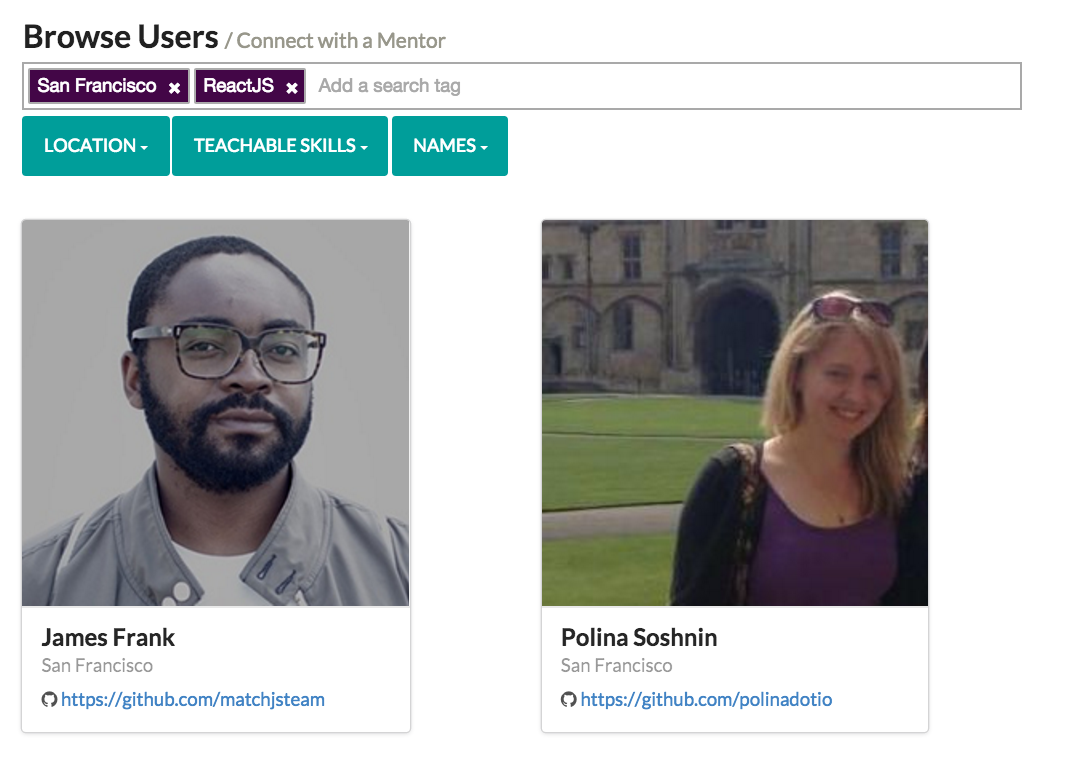 Browse Users / Connect with a Mentor
San Francisco × ReactJS × Add a search tag
LOCATION TEACHABLE SKILLS NAMES
James Frank
San Francisco
https://github.com/matchjsteam
Polina Soshnin
San Francisco
https://github.com/polinadotio